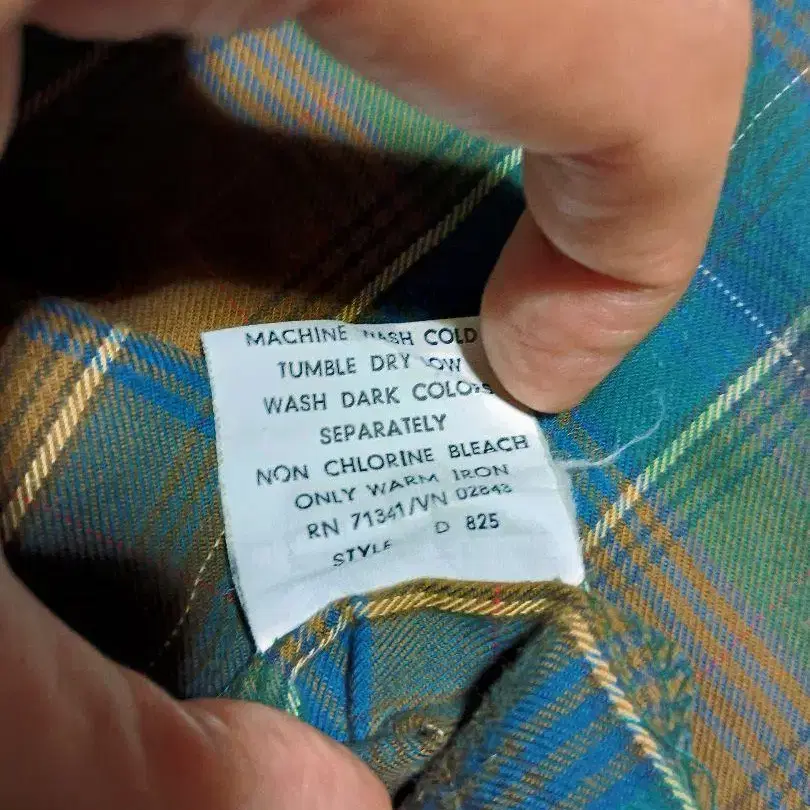 MACHINE WASH COLD
TUMBLE DRY LOW
WASH DARK COLORS
SEPARATELY
NON CHLORINE BLEACH
ONLY WARM IRON
RN 71341/VN 02843
STYLE D 825